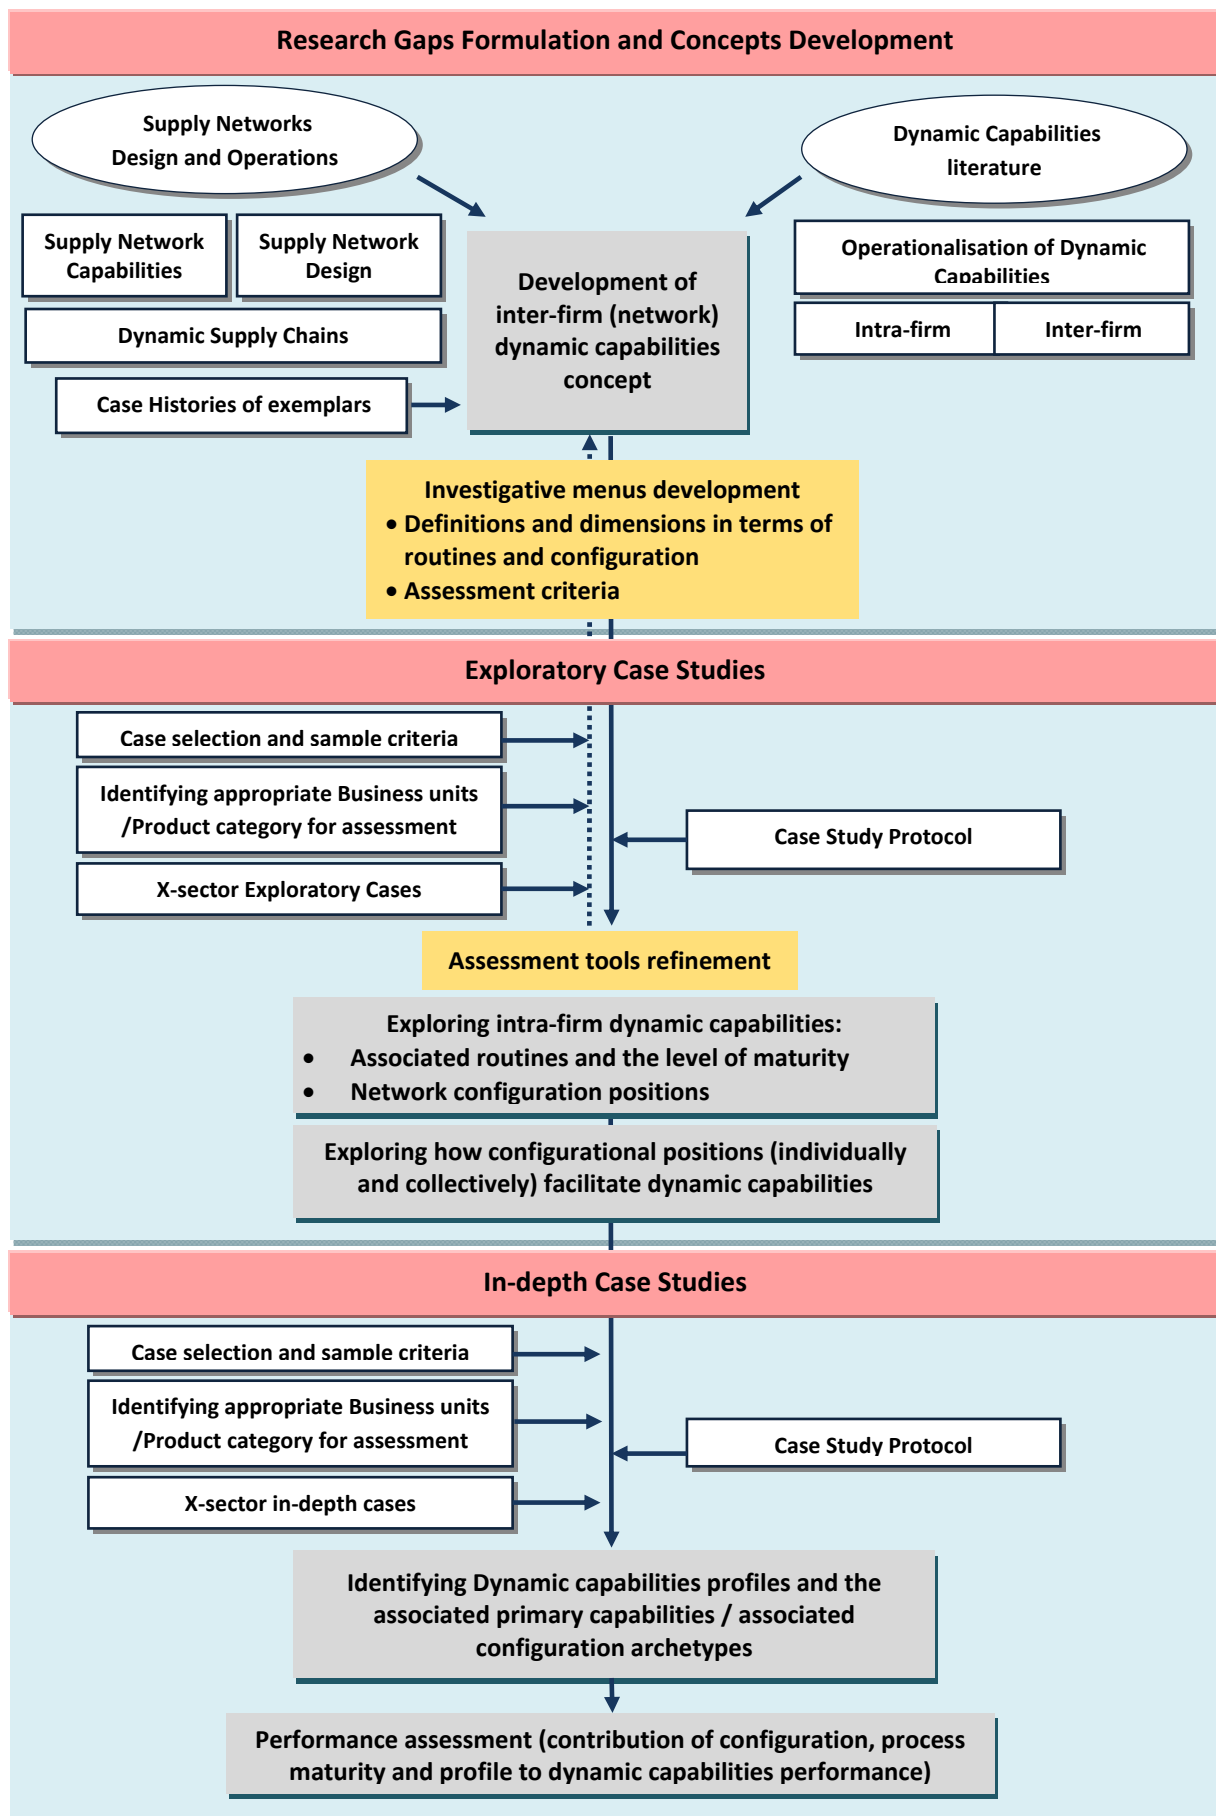 Research Gaps Formulation and Concepts Development
Supply Networks
Design and Operations
Dynamic Capabilities
literature
Supply Network
Capabilities
Supply Network
Design
Dynamic Supply Chains
Case Histories of exemplars
Development of
inter-firm (network)
dynamic capabilities
concept
Operationalisation of Dynamic
Capabilities
Intra-firm
Inter-firm
Investigative menus development
• Definitions and dimensions in terms of
routines and configuration
• Assessment criteria
Exploratory Case Studies
Case selection and sample criteria
Identifying appropriate Business units
/Product category for assessment
X-sector Exploratory Cases
Case Study Protocol
Assessment tools refinement
Exploring intra-firm dynamic capabilities:
• Associated routines and the level of maturity
• Network configuration positions
Exploring how configurational positions (individually
and collectively) facilitate dynamic capabilities
In-depth Case Studies
Case selection and sample criteria
Identifying appropriate Business units
/Product category for assessment
X-sector in-depth cases
Case Study Protocol
Identifying Dynamic capabilities profiles and the
associated primary capabilities / associated
configuration archetypes
Performance assessment (contribution of configuration, process
maturity and profile to dynamic capabilities performance)